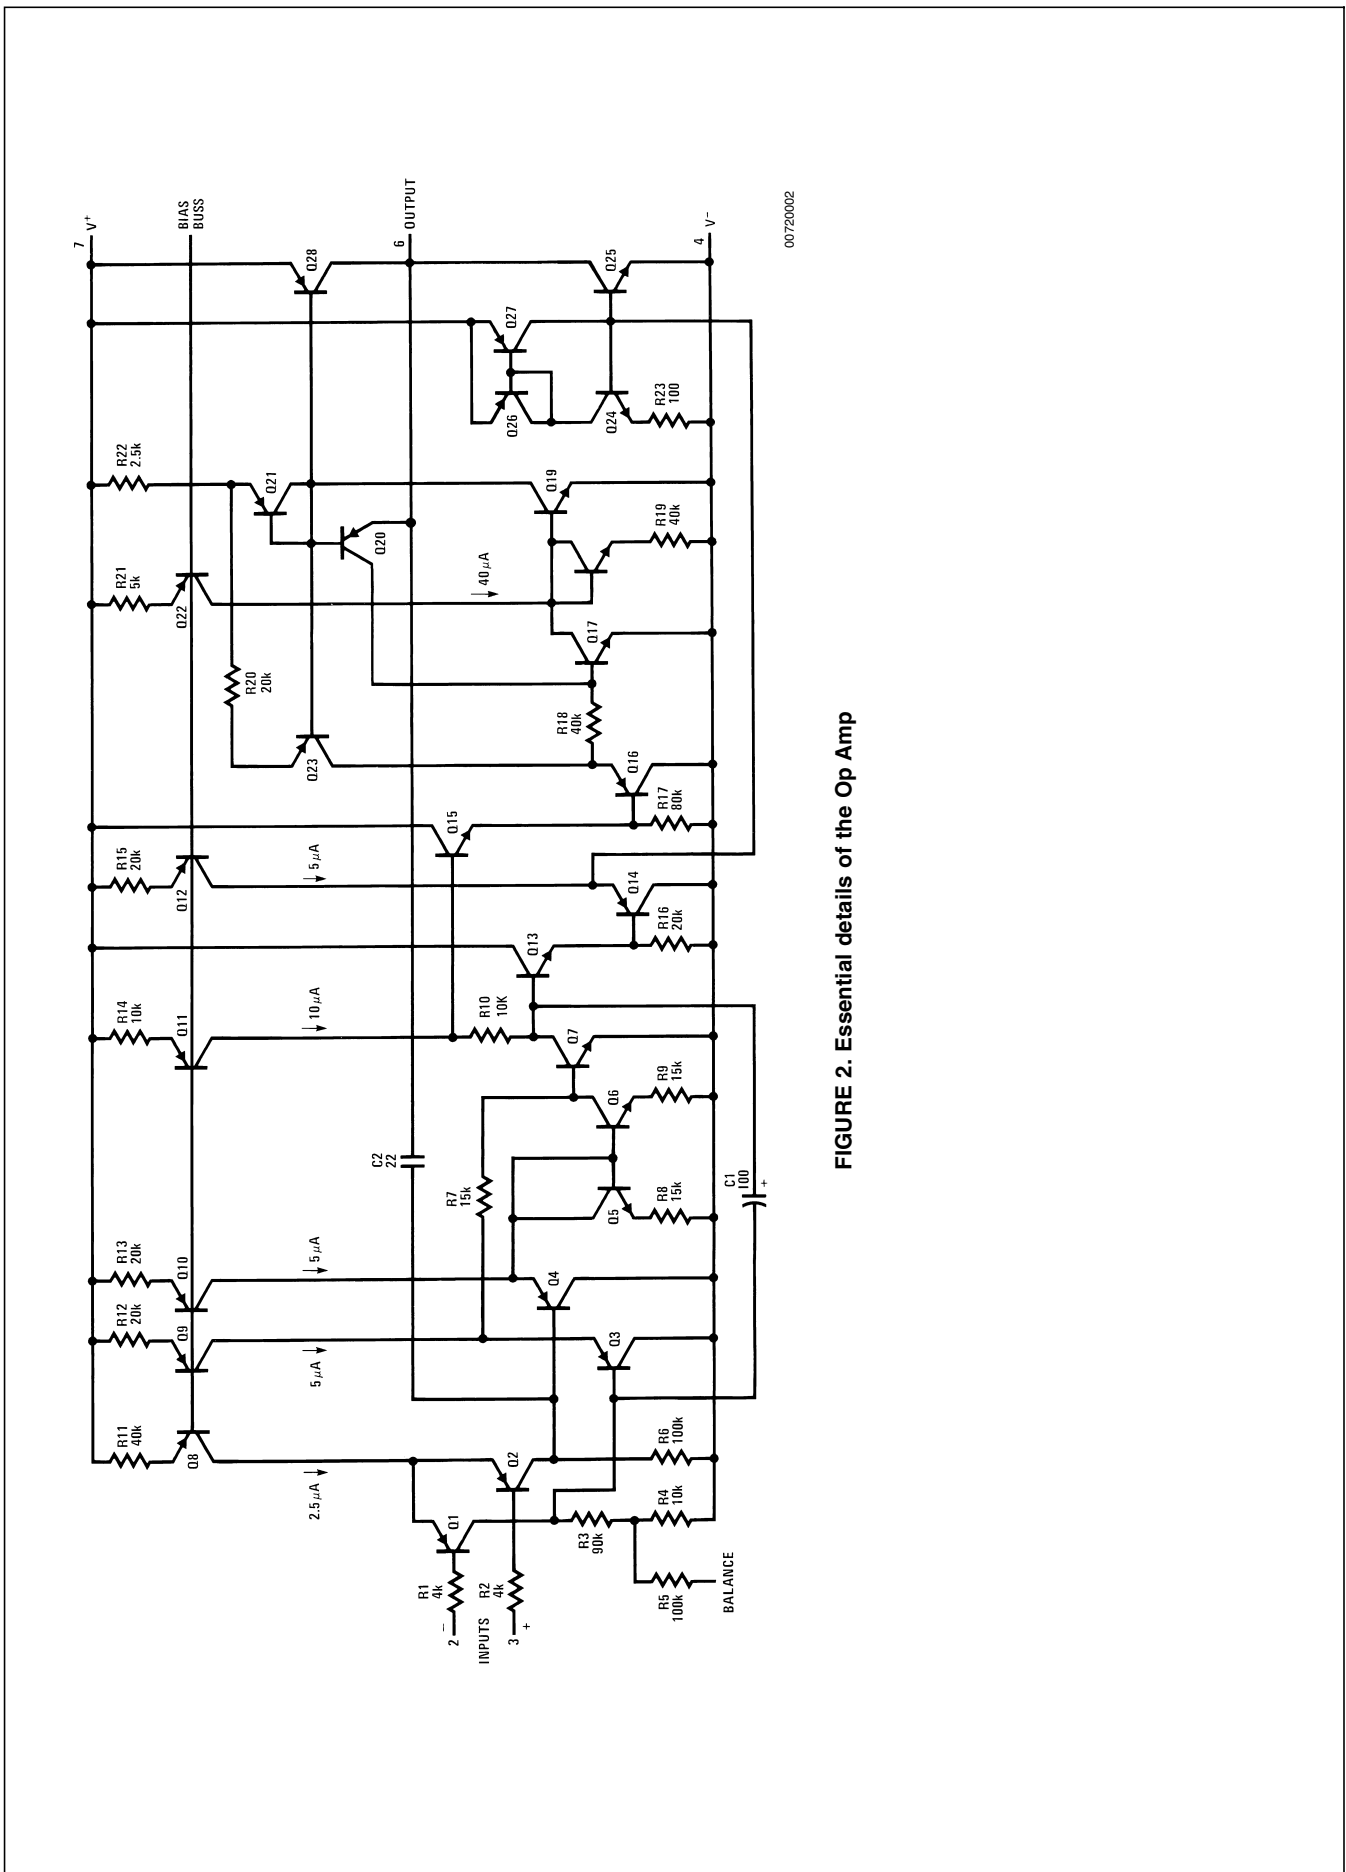 7
V+
BIAS
BUSS
6 OUTPUT
4
V−
R11
40k
R12
20k
R13
20k
R14
10k
R15
20k
R21
5k
R22
2.5k
Q8
Q9
Q10
Q11
Q12
Q22
Q21
Q28
R20
20k
Q20
Q23
2.5 μA
5 μA
5 μA
10 μA
5 μA
40 μA
C2
22
R1
4k
2 −
INPUTS
R2
4k
3 +
Q1
Q2
Q3
Q4
R7
15k
Q5
Q6
Q7
R10
10K
Q13
Q15
Q14
Q16
R18
40k
Q17
Q19
Q26
Q27
Q24
Q25
R3
90k
R4
10k
R5
100k
BALANCE
R6
100k
R8
15k
R9
15k
R16
20k
R17
80k
R19
40k
R23
100
C1
100
+
00720002
FIGURE 2. Essential details of the Op Amp